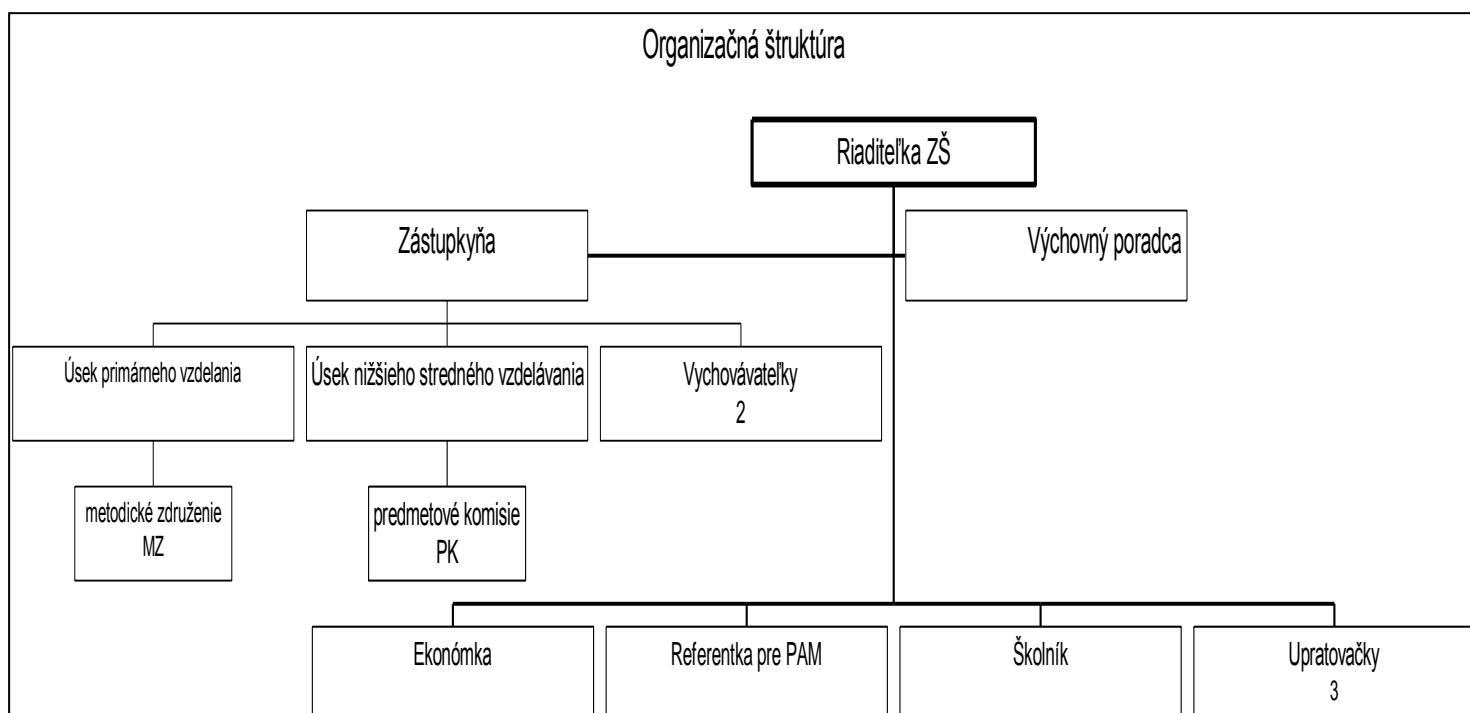 Organizačná štruktúra
Riaditeľka ZŠ
Zástupkyňa
Výchovný poradca
Úsek primárneho vzdelania
Úsek nižšieho stredného vzdelávania
Vychovávateľky
2
metodické združenie
MZ
predmetové komisie
PK
Ekonómka
Referentka pre PAM
Školník
Upratovačky
3